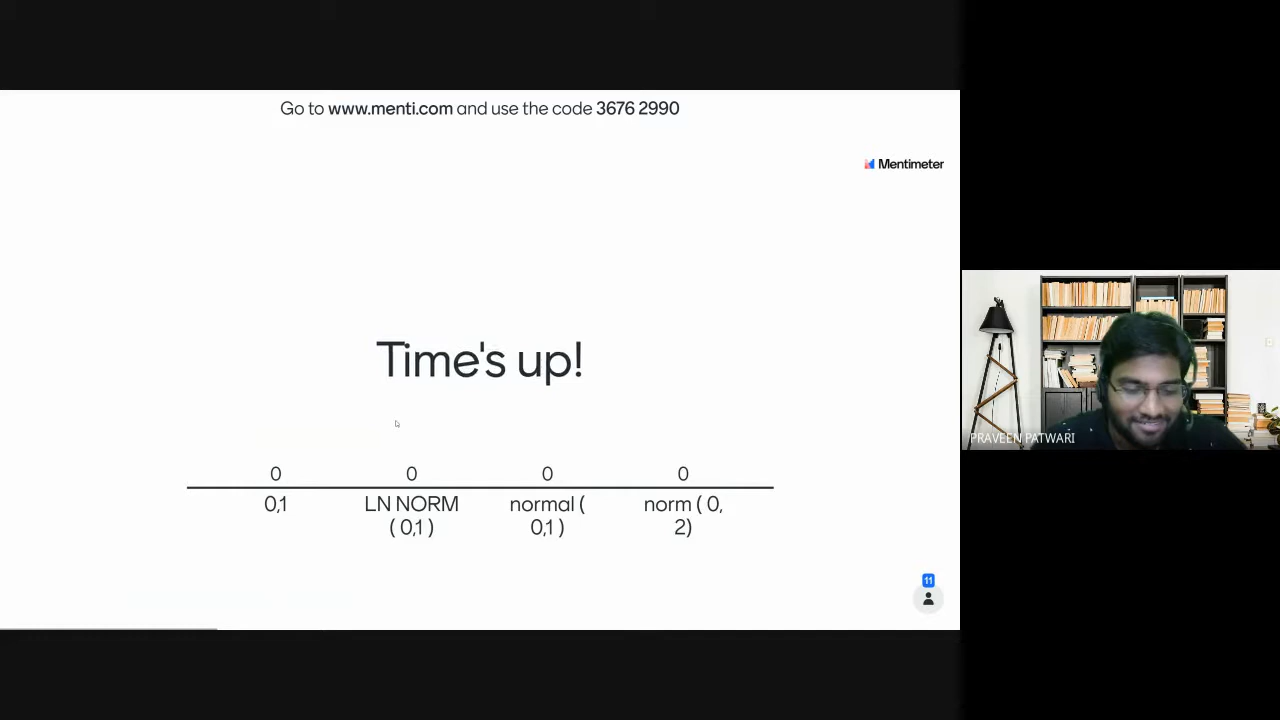 Go to www.menti.com and use the code 3676 2990
Mentimeter
Time's up!
0 0 0 0
0,1 LN NORM normal ( norm ( 0,
( 0,1 ) 0,1 ) 2)
11
PRAVEEN PATWARI